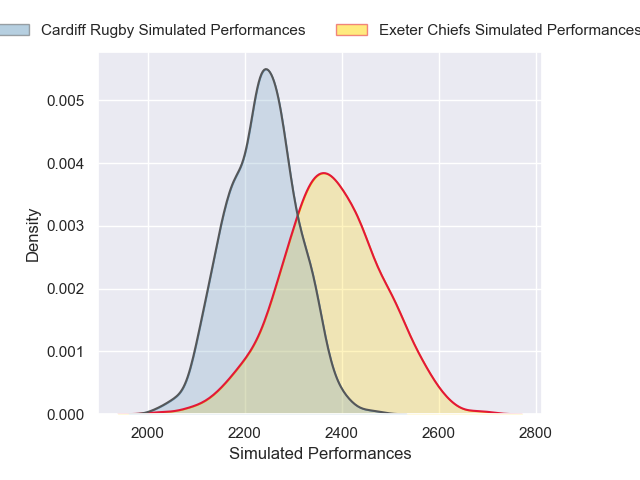 Cardiff Rugby Simulated Performances Exeter Chiefs Simulated Performances
0.005
0.004
0.003
0.002
0.001
0.000
Density
2000 2200 2400 2600 2800
Simulated Performances